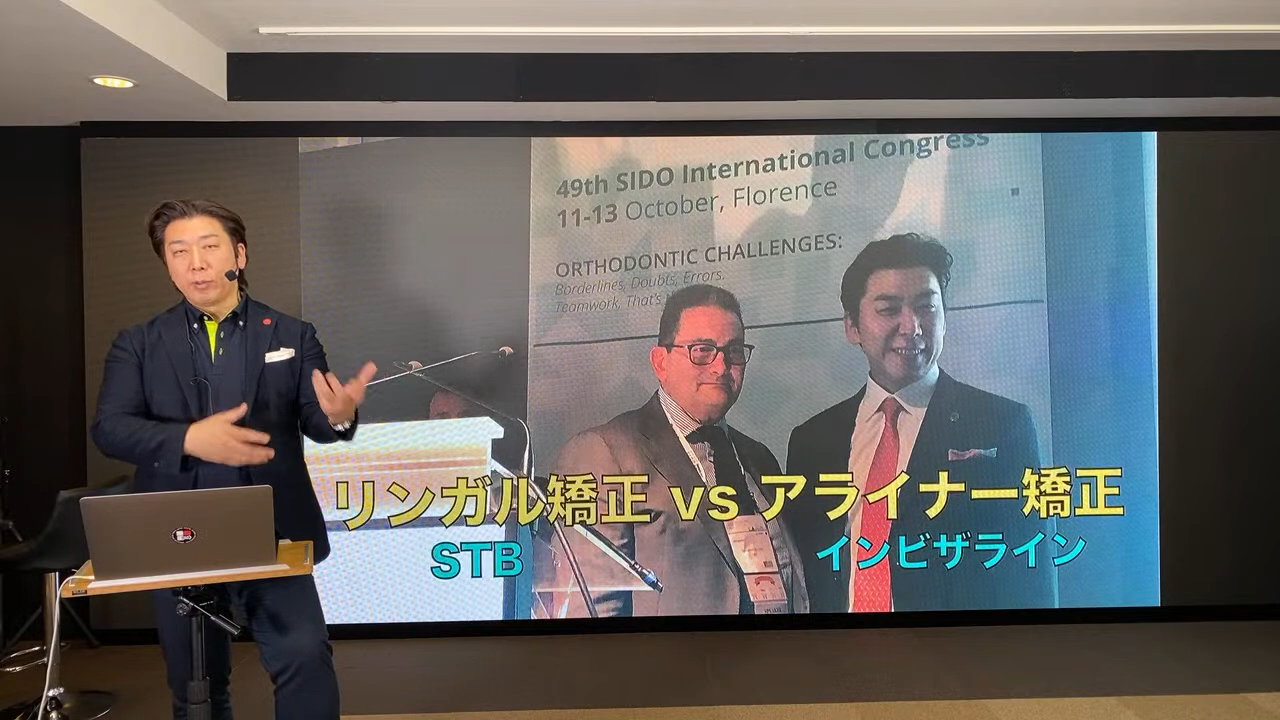 49th SIDO International Congress
11-13 October, Florence
ORTHODONTIC CHALLENGES:
Borderlines, Doubts, Errors.
Teamwork, That's
リンガル矯正 vs アライナー矯正
STB
インビザライン